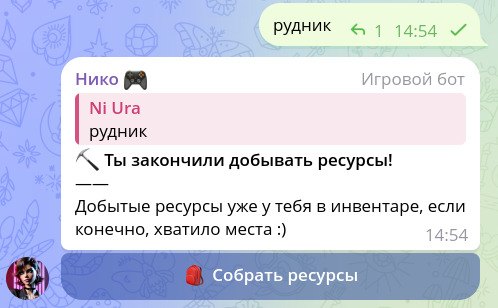 рудник 1 14:54
Нико 🎮 Игровой бот
Ni Ura
рудник
⛏ Ты закончили добывать ресурсы!
——
Добытые ресурсы уже у тебя в инвентаре, если
конечно, хватило места :)
14:54
🎒 Собрать ресурсы